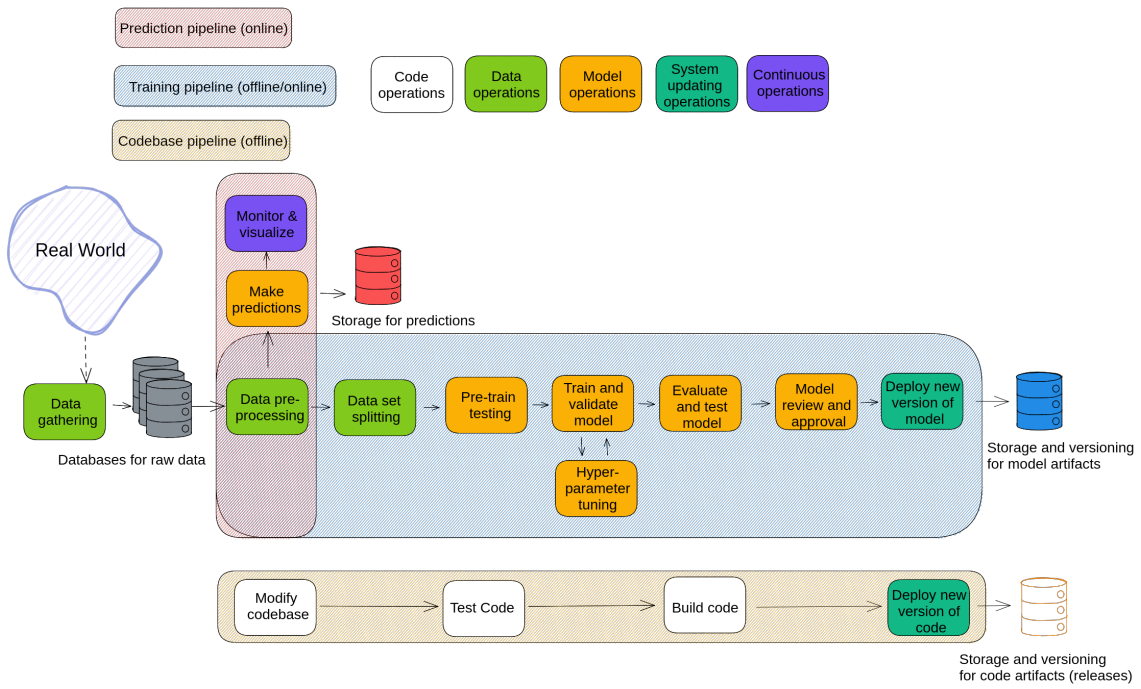 Prediction pipeline (online)
Training pipeline (offline/online)
Codebase pipeline (offline)
Code
operations
Data
operations
Model
operations
System
updating
operations
Continuous
operations
Real World
Monitor &
visualize
Make
predictions
Storage for predictions
Data
gathering
Databases for raw data
Data pre-
processing
Data set
splitting
Pre-train
testing
Train and
validate
model
Hyper-
parameter
tuning
Evaluate
and test
model
Model
review and
approval
Deploy new
version of
model
Storage and versioning
for model artifacts
Modify
codebase
Test Code
Build code
Deploy new
version of
code
Storage and versioning
for code artifacts (releases)